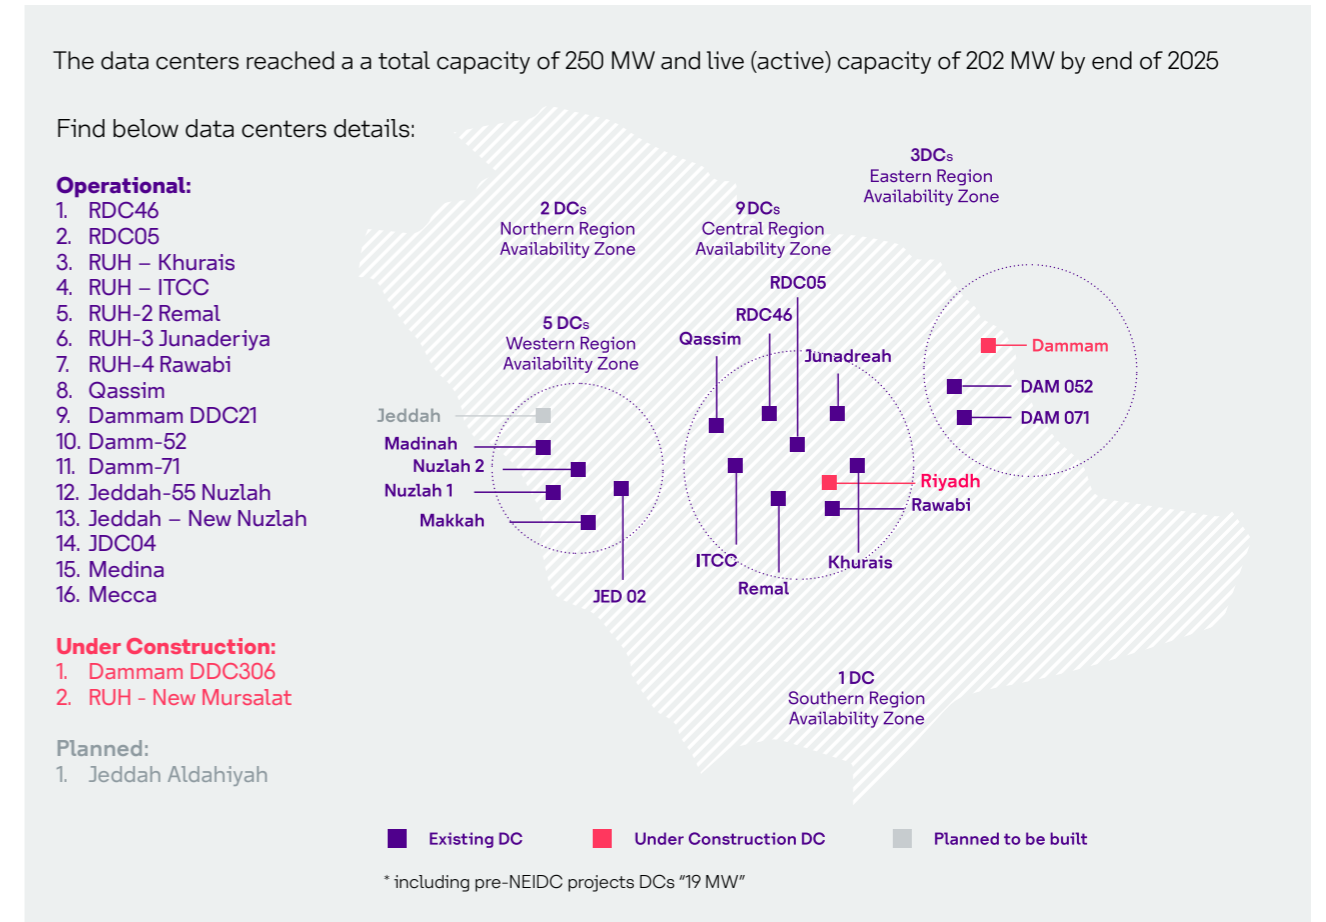 The data centers reached a a total capacity of 250 MW and live (active) capacity of 202 MW by end of 2025
Find below data centers details:
Operational:
1. RDC46
2. RDC05
3. RUH – Khurais
4. RUH – ITCC
5. RUH-2 Remal
6. RUH-3 Junaderiya
7. RUH-4 Rawabi
8. Qassim
9. Dammam DDC21
10. Damm-52
11. Damm-71
12. Jeddah-55 Nuzlah
13. Jeddah – New Nuzlah
14. JDC04
15. Medina
16. Mecca
Under Construction:
1. Dammam DDC306
2. RUH - New Mursalat
Planned:
1. Jeddah Aldahiyah
2 DCs
Northern Region
Availability Zone
9DCs
Central Region
Availability Zone
3DCs
Eastern Region
Availability Zone
5 DCs
Western Region
Availability Zone
Jeddah
Madinah
Nuzlah 2
Nuzlah 1
Makkah
JED 02
RDC05
RDC46
Qassim
Junadreah
ITCC
Remal
Khurais
Riyadh
Rawabi
Dammam
DAM 052
DAM 071
1 DC
Southern Region
Availability Zone
Existing DC
Under Construction DC
Planned to be built
* including pre-NEIDC projects DCs “19 MW”